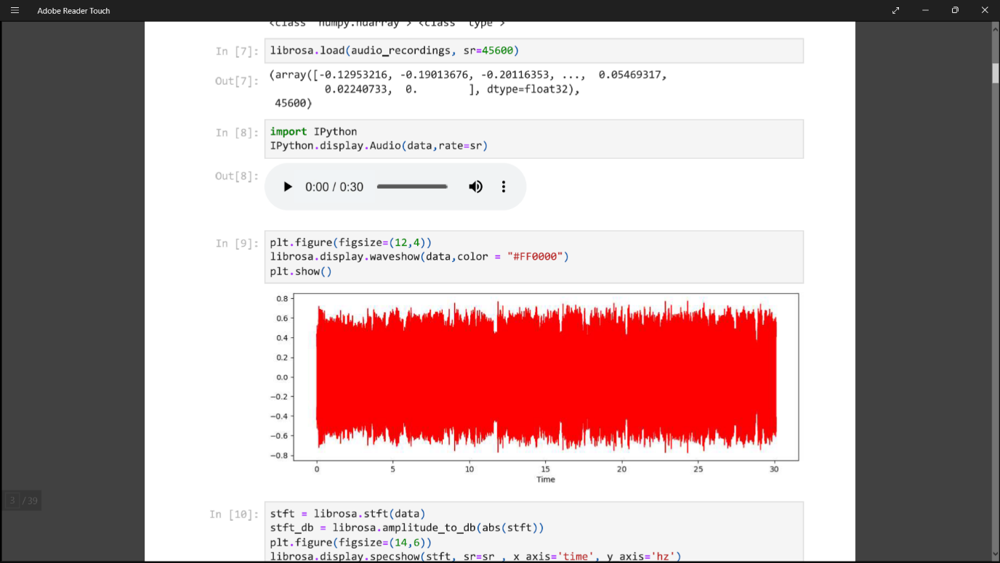 Adobe Reader Touch
<class 'numpy.ndarray'> <class 'type'>
In [7]: librosa.load(audio_recordings, sr=45600)
Out[7]: (array([-0.12953216, -0.19013676, -0.20116353, ..., 0.05469317,
0.02240733, 0. ], dtype=float32),
45600)
In [8]: import IPython
IPython.display.Audio(data,rate=sr)
Out[8]:
0:00 / 0:30
In [9]: plt.figure(figsize=(12,4))
librosa.display.waveshow(data,color = "#FF0000")
plt.show()
0.8
0.6
0.4
0.2
0.0
−0.2
−0.4
−0.6
−0.8
0 5 10 15 20 25 30
Time
3 /39
In [10]: stft = librosa.stft(data)
stft_db = librosa.amplitude_to_db(abs(stft))
plt.figure(figsize=(14,6))
librosa.display.specshow(stft, sr=sr , x_axis='time', y_axis='hz')